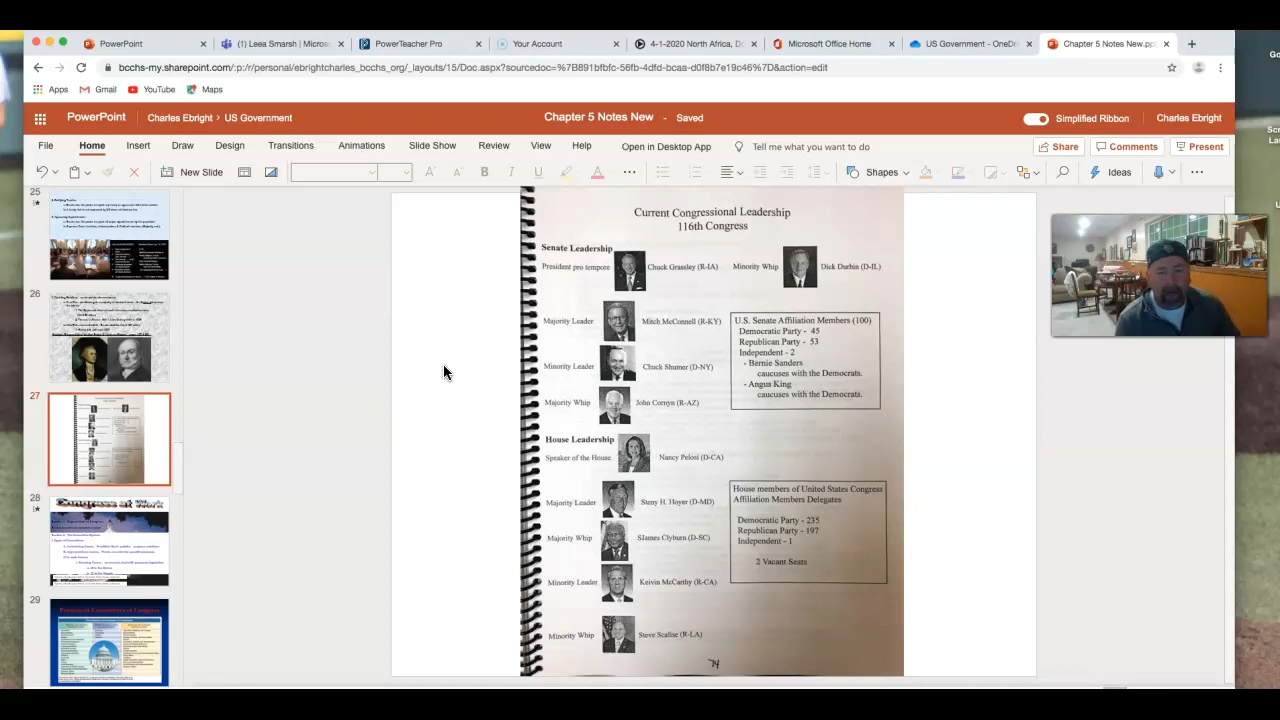 PowerPoint
(1) Leea Smarsh | Micros
PowerTeacher Pro
Your Account
4-1-2020 North Africa, D
Microsoft Office Home
US Government - OneDri
Chapter 5 Notes New.pp
bcchs-my.sharepoint.com/:p:/r/personal/ebrightcharles_bcchs_org/_layouts/15/Doc.aspx?sourcedoc=%7B891bfbfc-56fb-4dfd-bcaa-d0f8b7e19c46%7D&action=edit
Apps Gmail YouTube Maps
PowerPoint Charles Ebright > US Government Chapter 5 Notes New - Saved Simplified Ribbon Charles Ebright
File Home Insert Draw Design Transitions Animations Slide Show Review View Help Open in Desktop App Tell me what you want to do Share Comments Present
New Slide B I U A Shapes Ideas
25
26
27
28
29
Permanent Committees of Congress
Current Congressional Leadership
116th Congress
Senate Leadership
President pro tempore Chuck Grassley (R-IA) Minority Whip Dick Durbin (D-IL)
Majority Leader Mitch McConnell (R-KY)
Minority Leader Chuck Shumer (D-NY)
Majority Whip John Cornyn (R-AZ)
U.S. Senate Affiliation Members (100)
Democratic Party - 45
Republican Party - 53
Independent - 2
- Bernie Sanders
caucuses with the Democrats.
- Angus King
caucuses with the Democrats.
House Leadership
Speaker of the House Nancy Pelosi (D-CA)
Majority Leader Steny H. Hoyer (D-MD)
Majority Whip SJames Clyburn (D-SC)
Minority Leader Keivin McCarthy (R-CA)
Minority Whip Steve Scalise (R-LA)
House members of United States Congress
Affiliation Members Delegates
Democratic Party - 235
Republican Party - 197
Independent - 1
2 Vacant Seats
74